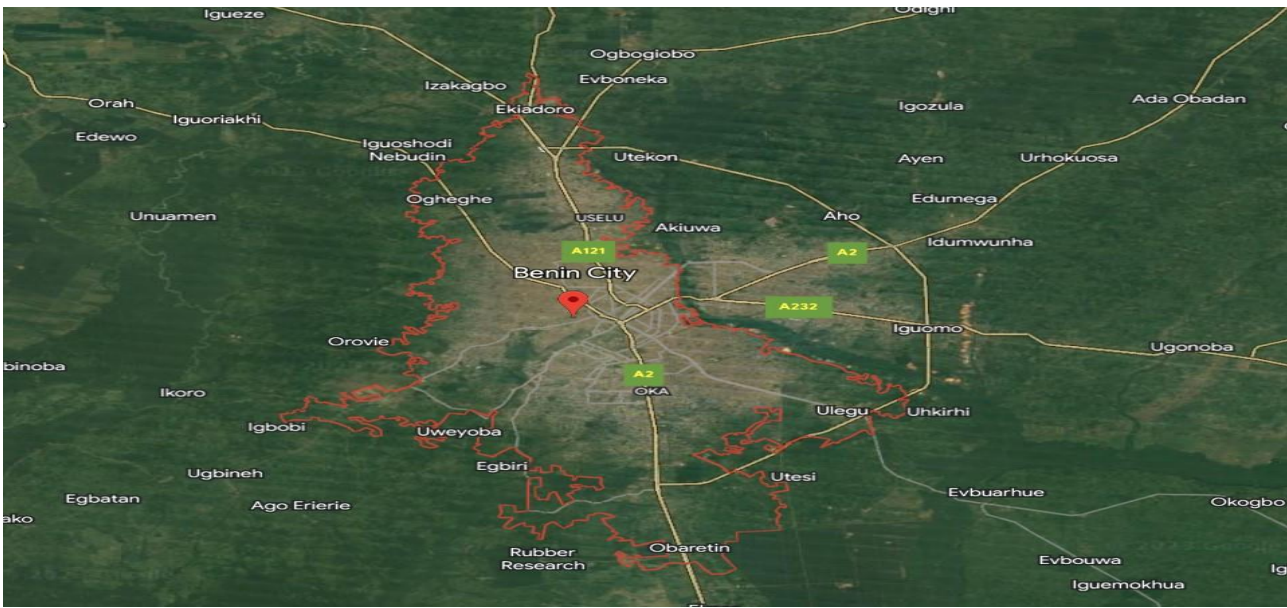 Igueze
Ogbogiobo
Izakagbo
Evboneka
Orah
Ekiadoro
Igozula
Ada Obadan
Iguoriakhi
Edewo
Iguoshodi
Nebudin
Utekon
Ayen
Urhokuosa
Ogheghe
Edumega
Unuamen
USELU
Akiuwa
Aho
Idumwunha
A121
A2
Benin City
A232
Iguomo
Orovie
Ugonoba
binoba
A2
Ikoro
OKA
Igbobi
Uweyoba
Ulegu
Uhkirhi
Ugbineh
Egbiri
Utesi
Egbatan
Ago Erierie
Evbuarhue
Okogbo
ako
Rubber
Research
Obaretin
Evbouwa
Ig
Iguemokhua